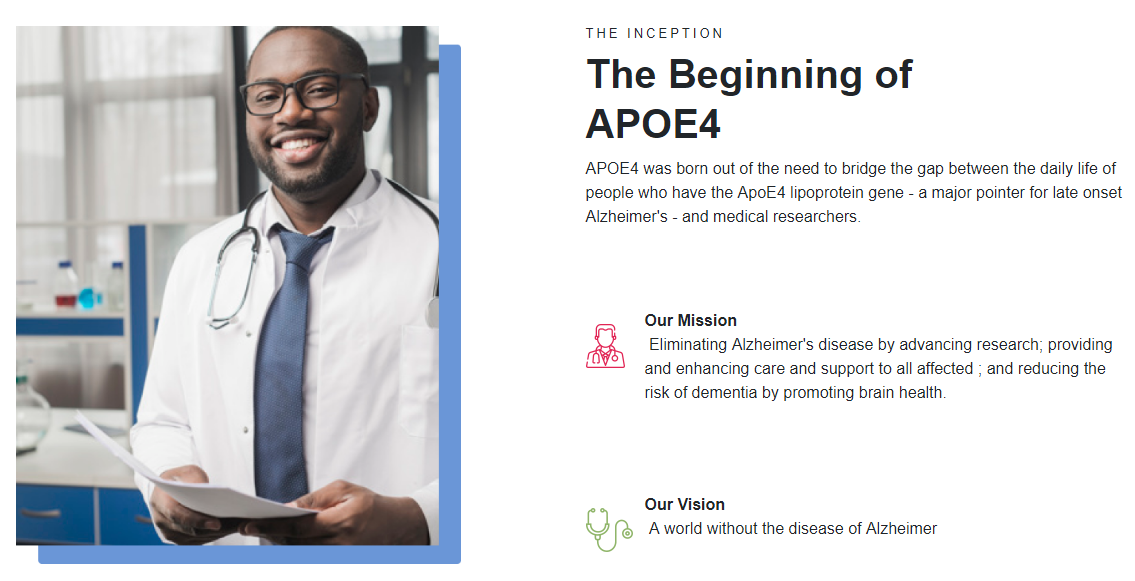 THE INCEPTION
The Beginning of
APOE4
APOE4 was born out of the need to bridge the gap between the daily life of
people who have the ApoE4 lipoprotein gene - a major pointer for late onset
Alzheimer's - and medical researchers.
Our Mission
Eliminating Alzheimer's disease by advancing research; providing
and enhancing care and support to all affected ; and reducing the
risk of dementia by promoting brain health.
Our Vision
A world without the disease of Alzheimer